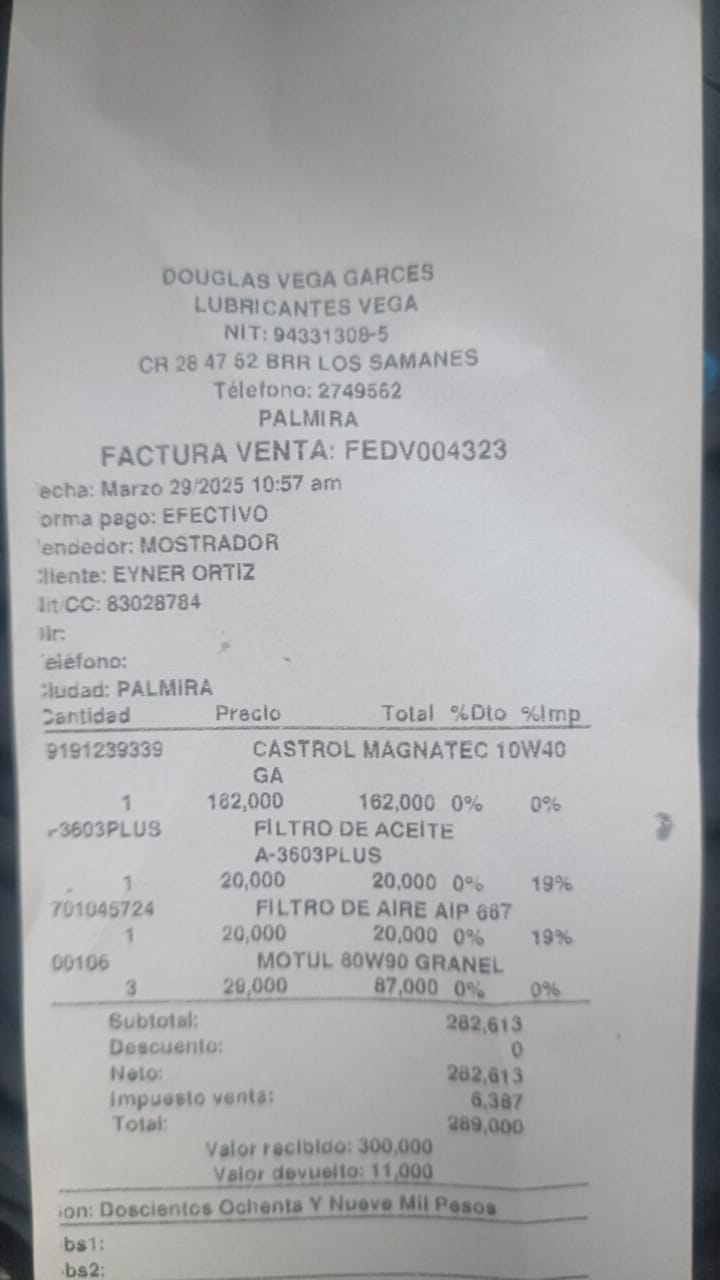 DOUGLAS VEGA GARCES
LUBRICANTES VEGA
NIT: 94331308-5
CR 28 47 52 BRR LOS SAMANES
Télefono: 2749562
PALMIRA
FACTURA VENTA: FEDV004323
echa: Marzo 29/2025 10:57 am
orma pago: EFECTIVO
endedor: MOSTRADOR
liente: EYNER ORTIZ
it/CC: 83028784
ir:
eléfono:
iudad: PALMIRA
Cantidad Precio Total %Dto %Imp
9191239339 CASTROL MAGNATEC 10W40
GA
1 162,000 162,000 0% 0%
-3603PLUS FILTRO DE ACEITE
A-3603PLUS
1 20,000 20,000 0% 19%
701045724 FILTRO DE AIRE AIP 667
1 20,000 20,000 0% 19%
00106 MOTUL 80W90 GRANEL
3 29,000 87,000 0% 0%
Subtotal: 282,613
Descuento: 0
Neto: 282,613
Impuesto venta: 6,387
Total: 289,000
Valor recibido: 300,000
Valor devuelto: 11,000
ion: Doscientos Ochenta Y Nueve Mil Pesos
bs1:
bs2: